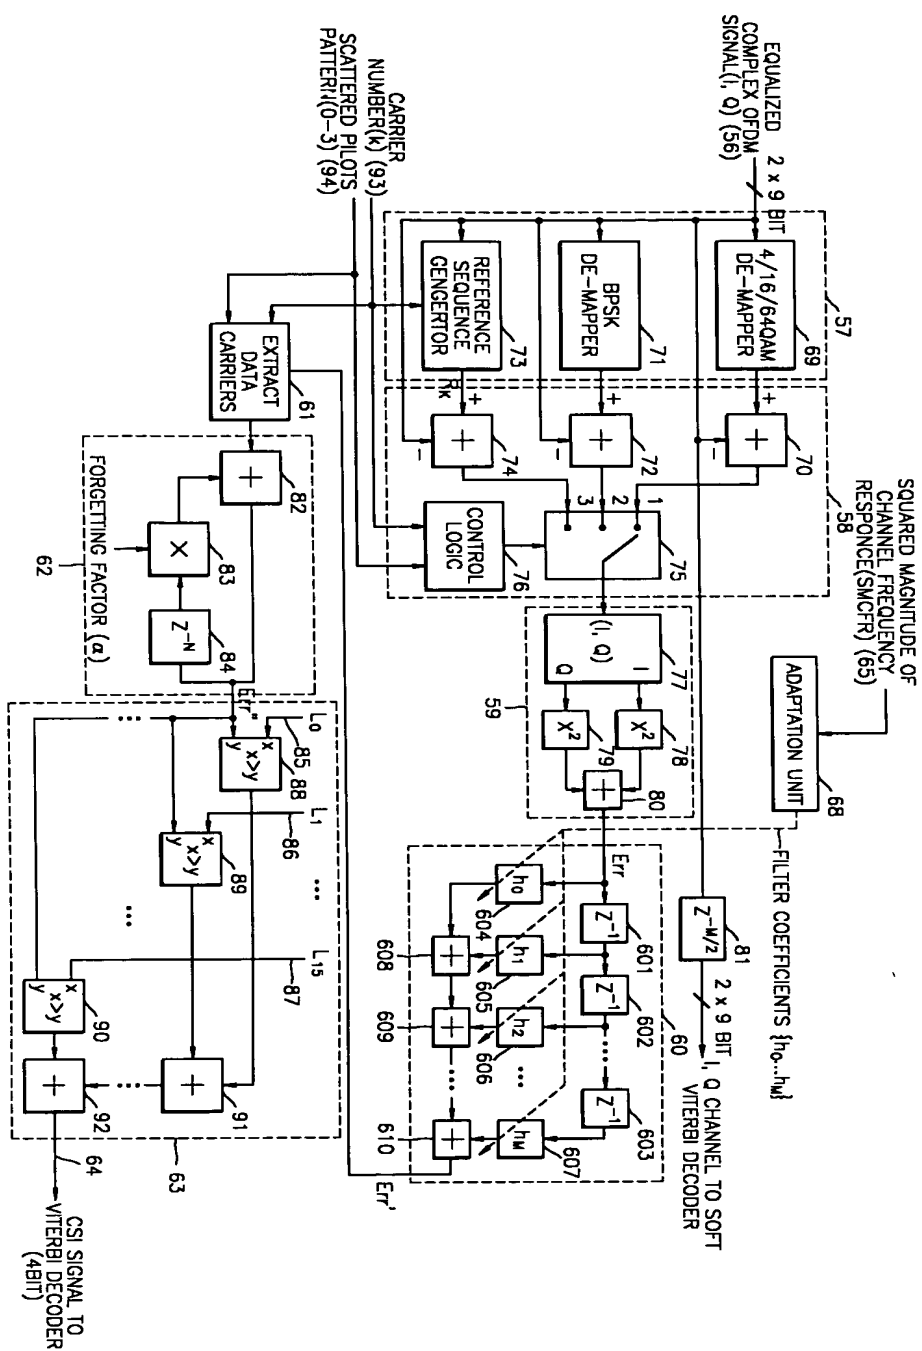 EQUALIZED
COMPLEX OFDM
SIGNAL(I, Q) (56)
2 x 9 BIT
CARRIER
NUMBER(k) (93)
SCATTERED PILOTS
PATTERN(0-3) (94)
57
4/16/64QAM
DE-MAPPER
69
BPSK
DE-MAPPER
71
REFERENCE
SEQUENCE
GENGERTOR
73
RK
58
+
-
+
70
+
-
+
72
+
-
+
74
1
2
3
75
CONTROL
LOGIC
76
SQUARED MAGNITUDE OF
CHANNEL FREQUENCY
RESPONCE(SMCFR) (65)
ADAPTATION UNIT
68
FILTER COEFFICIENTS {h0...hM}
59
(I, Q)
I
Q
77
X2
78
X2
79
+
80
Err
Z-M/2
81
2 x 9 BIT
I, Q CHANNEL TO SOFT
VITERBI DECODER
60
Z-1
601
Z-1
602
......
Z-1
603
h0
604
h1
605
h2
606
...
hM
607
+
608
+
609
...
+
610
Err'
EXTRACT
DATA
CARRIERS
61
+
82
X
83
Z-N
84
FORGETTING FACTOR (α)
62
Err"
L0
85
L1
86
...
L15
87
x
x>y
y
88
x
x>y
y
89
...
...
x
x>y
y
90
+
91
...
+
92
63
64
CSI SIGNAL TO
VITERBI DECODER
(4BIT)